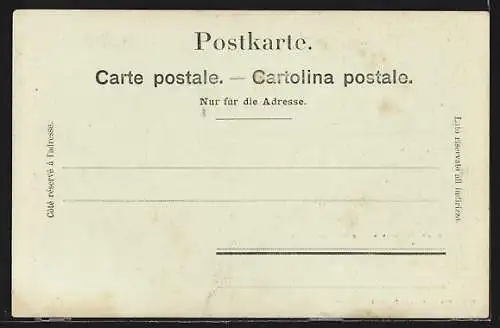 Postkarte.
Carte postale. — Cartolina postale.
Nur für die Adresse.
Côté réservé à l'adresse.
Lato riservato all' indirizzo.